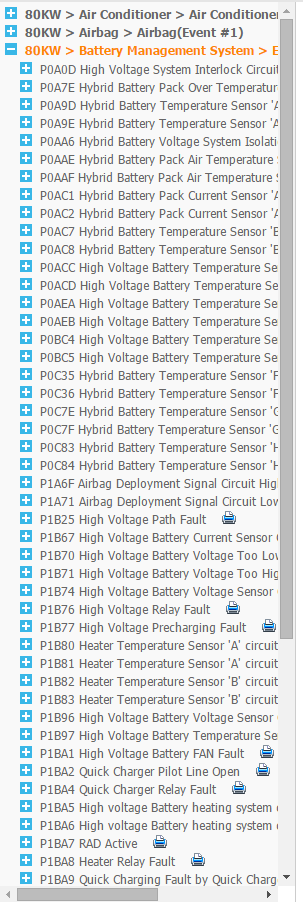 80KW > Air Conditioner > Air Conditioner
80KW > Airbag > Airbag(Event #1)
80KW > Battery Management System > E
P0A0D High Voltage System Interlock Circuit
P0A7E Hybrid Battery Pack Over Temperatur
P0A9D Hybrid Battery Temperature Sensor 'A
P0A9E Hybrid Battery Temperature Sensor 'A
P0AA6 Hybrid Battery Voltage System Isolati
P0AAE Hybrid Battery Pack Air Temperature
P0AAF Hybrid Battery Pack Air Temperature
P0AC1 Hybrid Battery Pack Current Sensor 'A
P0AC2 Hybrid Battery Pack Current Sensor 'A
P0AC7 Hybrid Battery Temperature Sensor 'E
P0AC8 Hybrid Battery Temperature Sensor 'E
P0ACC High Voltage Battery Temperature Se
P0ACD High Voltage Battery Temperature Se
P0AEA High Voltage Battery Temperature Se
P0AEB High Voltage Battery Temperature Se
P0BC4 High Voltage Battery Temperature Se
P0BC5 High Voltage Battery Temperature Se
P0C35 Hybrid Battery Temperature Sensor 'F
P0C36 Hybrid Battery Temperature Sensor 'F
P0C7E Hybrid Battery Temperature Sensor 'G
P0C7F Hybrid Battery Temperature Sensor 'G
P0C83 Hybrid Battery Temperature Sensor 'H
P0C84 Hybrid Battery Temperature Sensor 'H
P1A6F Airbag Deployment Signal Circuit High
P1A71 Airbag Deployment Signal Circuit Low
P1B25 High Voltage Path Fault
P1B67 High Voltage Battery Current Sensor
P1B70 High Voltage Battery Voltage Too Low
P1B71 High Voltage Battery Voltage Too Hig
P1B74 High Voltage Battery Voltage Sensor
P1B76 High Voltage Relay Fault
P1B77 High Voltage Precharging Fault
P1B80 Heater Temperature Sensor 'A' circuit
P1B81 Heater Temperature Sensor 'A' circuit
P1B82 Heater Temperature Sensor 'B' circuit
P1B83 Heater Temperature Sensor 'B' circuit
P1B96 High Voltage Battery Voltage Sensor
P1B97 High Voltage Battery Temperature Se
P1BA1 High Voltage Battery FAN Fault
P1BA2 Quick Charger Pilot Line Open
P1BA4 Quick Charger Relay Fault
P1BA5 High voltage Battery heating system
P1BA6 High voltage Battery heating system
P1BA7 RAD Active
P1BA8 Heater Relay Fault
P1BA9 Quick Charging Fault by Quick Charg